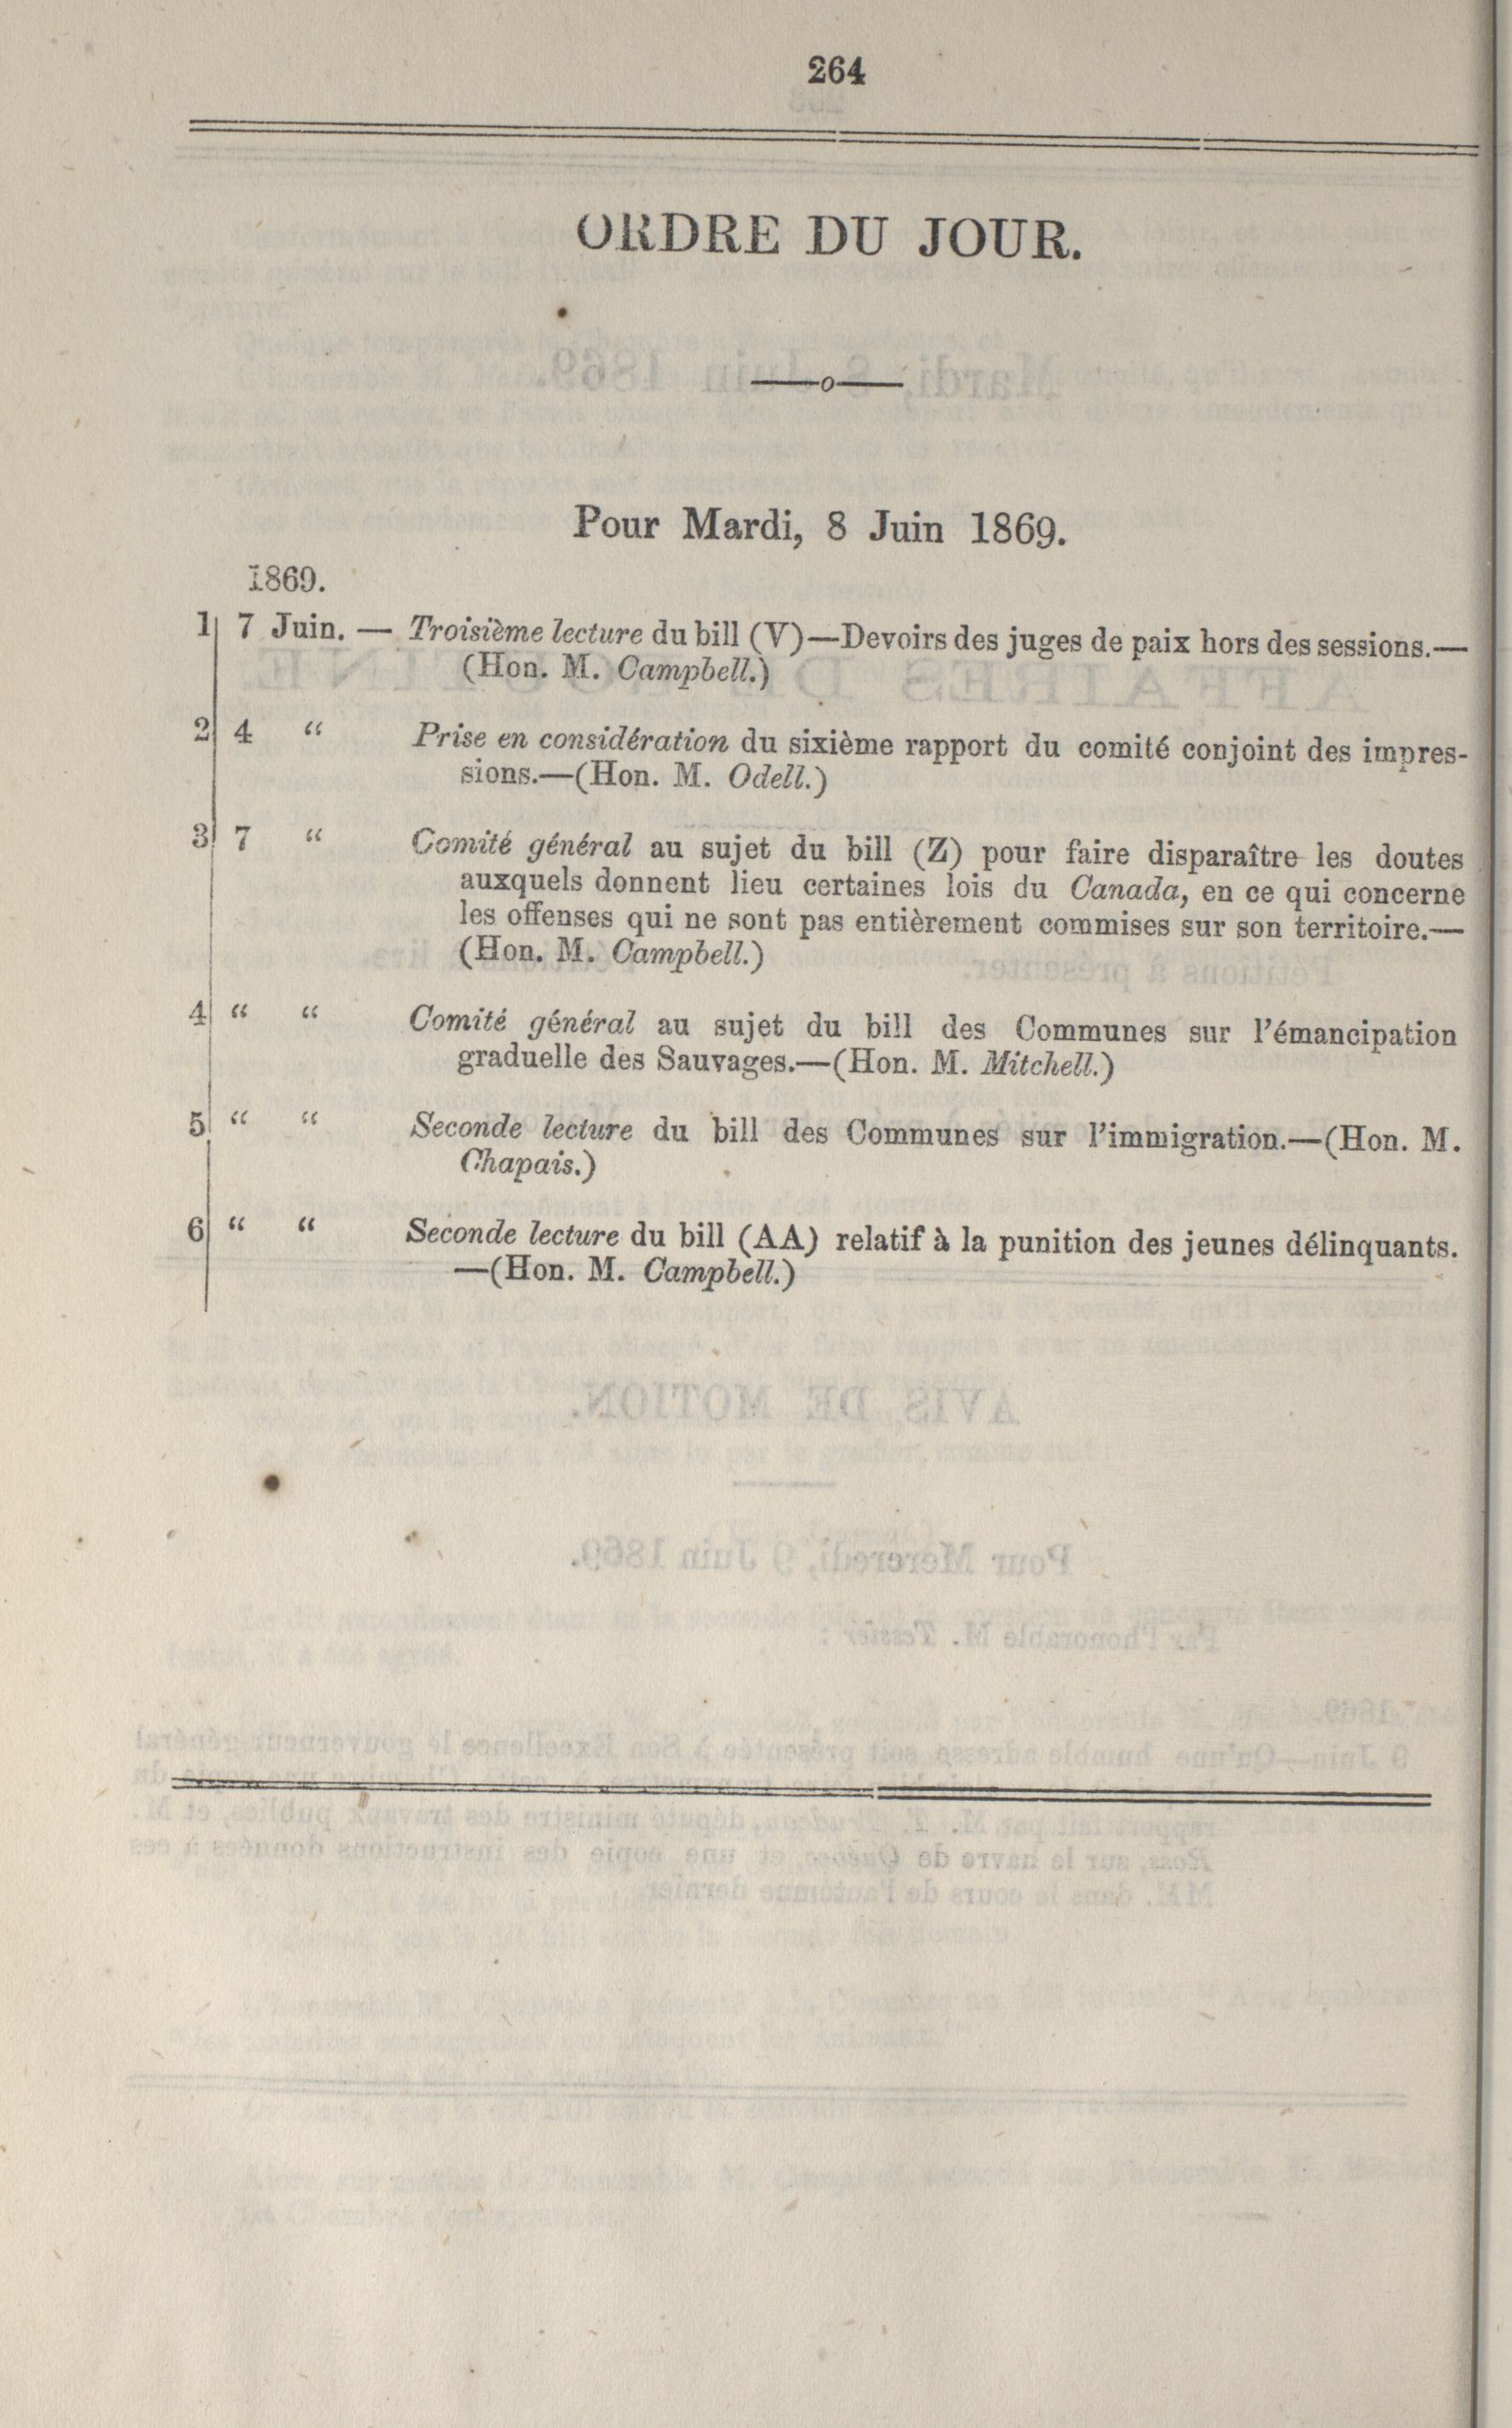 264
ORDRE DU JOUR.
Pour Mardi, 8 Juin 1869.
1869.
1 7 Juin. — Troisième lecture du bill (V)—Devoirs des juges de paix hors des sessions.—
(Hon. M. Campbell.)
2 4 “ Prise en considération du sixième rapport du comité conjoint des impres-
sions.—(Hon. M. Odell.)
3 7 “ Comité général au sujet du bill (Z) pour faire disparaître les doutes
auxquels donnent lieu certaines lois du Canada, en ce qui concerne
les offenses qui ne sont pas entièrement commises sur son territoire.—
(Hon. M. Campbell.)
4 “ “ Comité général au sujet du bill des Communes sur l’émancipation
graduelle des Sauvages.—(Hon. M. Mitchell.)
5 “ “ Seconde lecture du bill des Communes sur l’immigration.—(Hon. M.
Chapais.)
6 “ “ Seconde lecture du bill (AA) relatif à la punition des jeunes délinquants.
—(Hon. M. Campbell.)